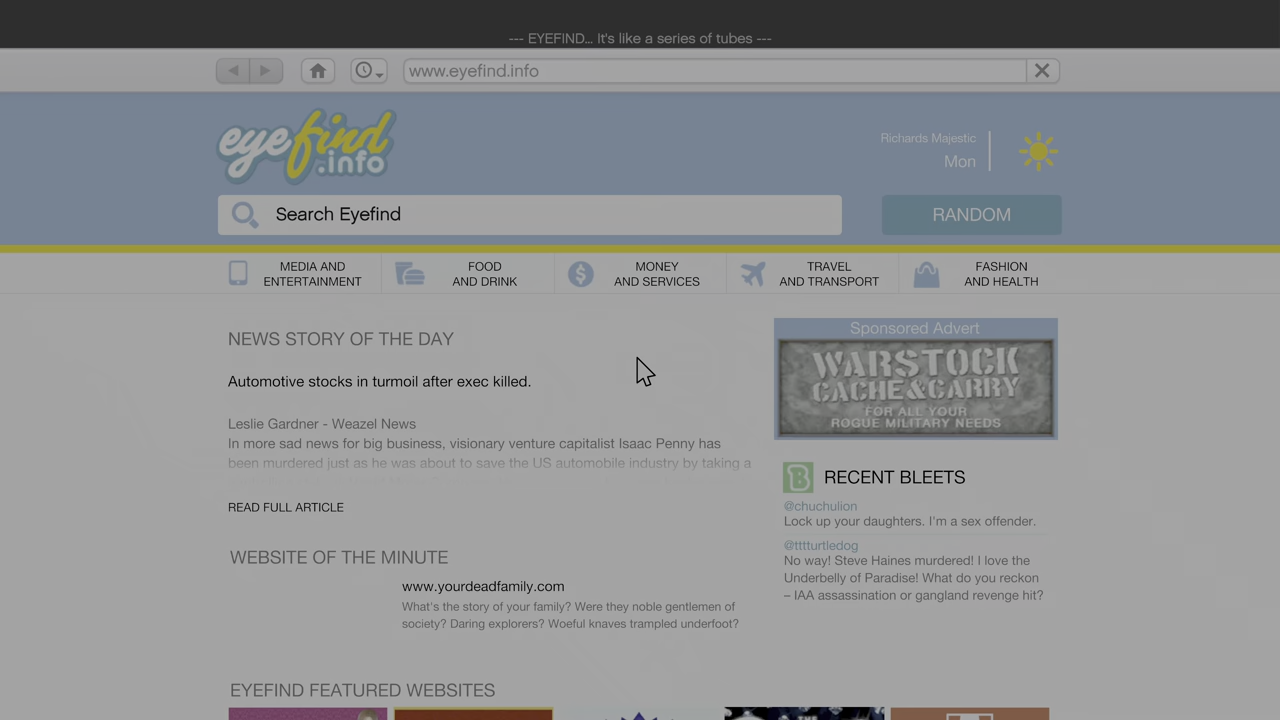 --- EYEFIND... It's like a series of tubes ---
www.eyefind.info
eyefind
.info
Richards Majestic
Mon
Search Eyefind
RANDOM
MEDIA AND
ENTERTAINMENT
FOOD
AND DRINK
MONEY
AND SERVICES
TRAVEL
AND TRANSPORT
FASHION
AND HEALTH
NEWS STORY OF THE DAY
Automotive stocks in turmoil after exec killed.
Leslie Gardner - Weazel News
In more sad news for big business, visionary venture capitalist Isaac Penny has
been murdered just as he was about to save the US automobile industry by taking a
READ FULL ARTICLE
WEBSITE OF THE MINUTE
www.yourdeadfamily.com
What's the story of your family? Were they noble gentlemen of
society? Daring explorers? Woeful knaves trampled underfoot?
EYEFIND FEATURED WEBSITES
Sponsored Advert
WARSTOCK
CACHE & CARRY
FOR ALL YOUR
ROGUE MILITARY NEEDS
B
RECENT BLEETS
@chuchulion
Lock up your daughters. I'm a sex offender.
@tttturtledog
No way! Steve Haines murdered! I love the
Underbelly of Paradise! What do you reckon
– IAA assassination or gangland revenge hit?